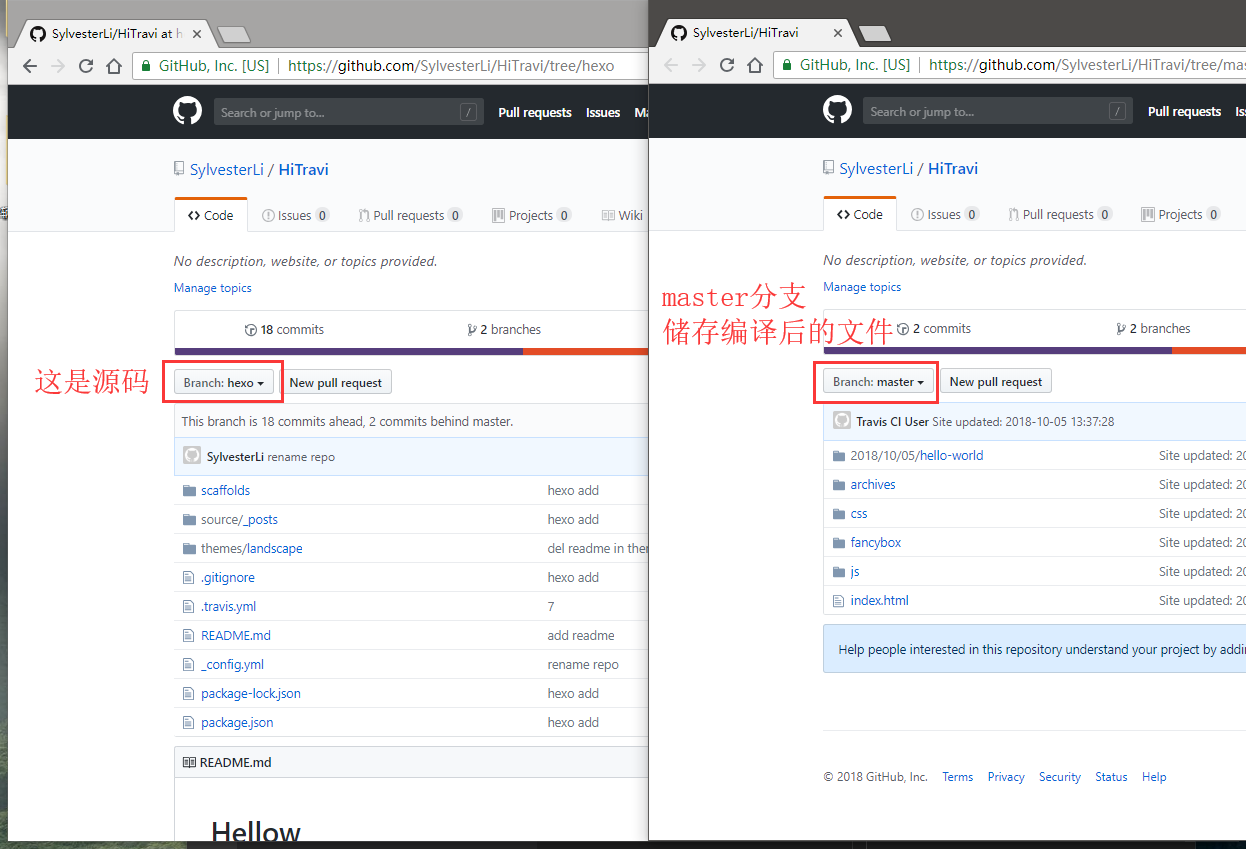 SylvesterLi/HiTravi at h
GitHub, Inc. [US] https://github.com/SylvesterLi/HiTravi/tree/hexo
Search or jump to... / Pull requests Issues Ma
SylvesterLi / HiTravi
Code Issues 0 Pull requests 0 Projects 0 Wiki
No description, website, or topics provided.
Manage topics
18 commits 2 branches
这是源码
Branch: hexo New pull request
This branch is 18 commits ahead, 2 commits behind master.
SylvesterLi rename repo
scaffolds hexo add
source/_posts hexo add
themes/landscape del readme in them
.gitignore hexo add
.travis.yml 7
README.md add readme
_config.yml rename repo
package-lock.json hexo add
package.json hexo add
README.md
Hellow
SylvesterLi/HiTravi
GitHub, Inc. [US] https://github.com/SylvesterLi/HiTravi/tree/mas
Search or jump to... / Pull requests Is
SylvesterLi / HiTravi
Code Issues 0 Pull requests 0 Projects 0
No description, website, or topics provided.
Manage topics
master分支
储存编译后的文件
2 commits 2 branches
Branch: master New pull request
Travis CI User Site updated: 2018-10-05 13:37:28
2018/10/05/hello-world Site updated: 20
archives Site updated: 20
css Site updated: 20
fancybox Site updated: 20
js Site updated: 20
index.html Site updated: 20
Help people interested in this repository understand your project by addin
© 2018 GitHub, Inc. Terms Privacy Security Status Help